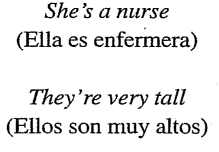 She's a nurse
(Ella es enfermera)
They're very tall
(Ellos son muy altos)